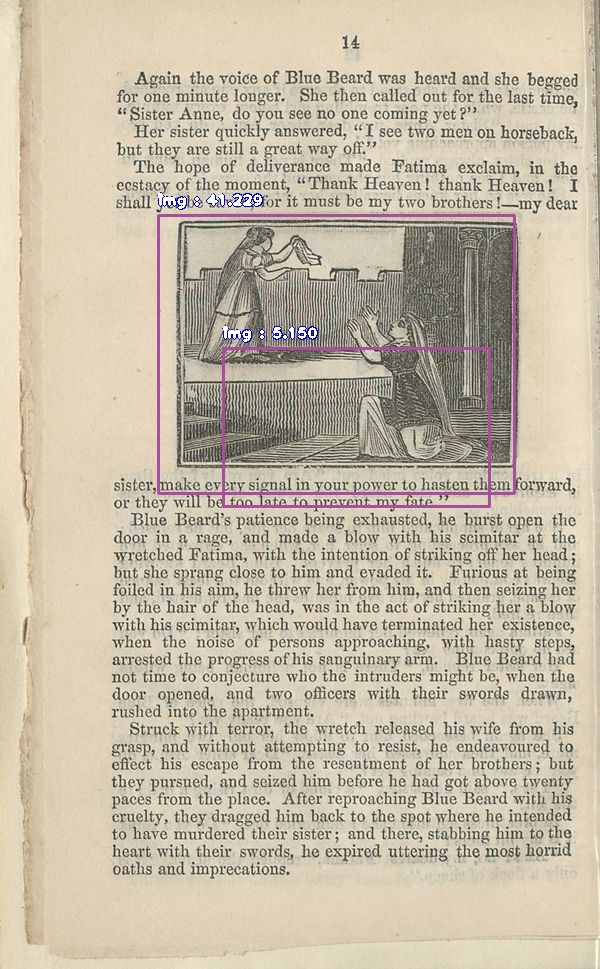 14
Again the voice of Blue Beard was heard and she begged
for one minute longer. She then called out for the last time,
“Sister Anne, do you see no one coming yet?”
Her sister quickly answered, “I see two men on horseback,
but they are still a great way off.”
The hope of deliverance made Fatima exclaim, in the
ecstacy of the moment, “Thank Heaven! thank Heaven! I
shall for it must be my two brothers!—my dear
img : 41.229
img : 5.150
sister, make every signal in your power to hasten them forward,
or they will be too late to prevent my fate.”
Blue Beard's patience being exhausted, he burst open the
door in a rage, and made a blow with his scimitar at the
wretched Fatima, with the intention of striking off her head;
but she sprang close to him and evaded it. Furious at being
foiled in his aim, he threw her from him, and then seizing her
by the hair of the head, was in the act of striking her a blow
with his scimitar, which would have terminated her existence,
when the noise of persons approaching, with hasty steps,
arrested the progress of his sanguinary arm. Blue Beard had
not time to conjecture who the intruders might be, when the
door opened, and two officers with their swords drawn,
rushed into the apartment.
Struck with terror, the wretch released his wife from his
grasp, and without attempting to resist, he endeavoured to
effect his escape from the resentment of her brothers; but
they pursued, and seized him before he had got above twenty
paces from the place. After reproaching Blue Beard with his
cruelty, they dragged him back to the spot where he intended
to have murdered their sister; and there, stabbing him to the
heart with their swords, he expired uttering the most horrid
oaths and imprecations.